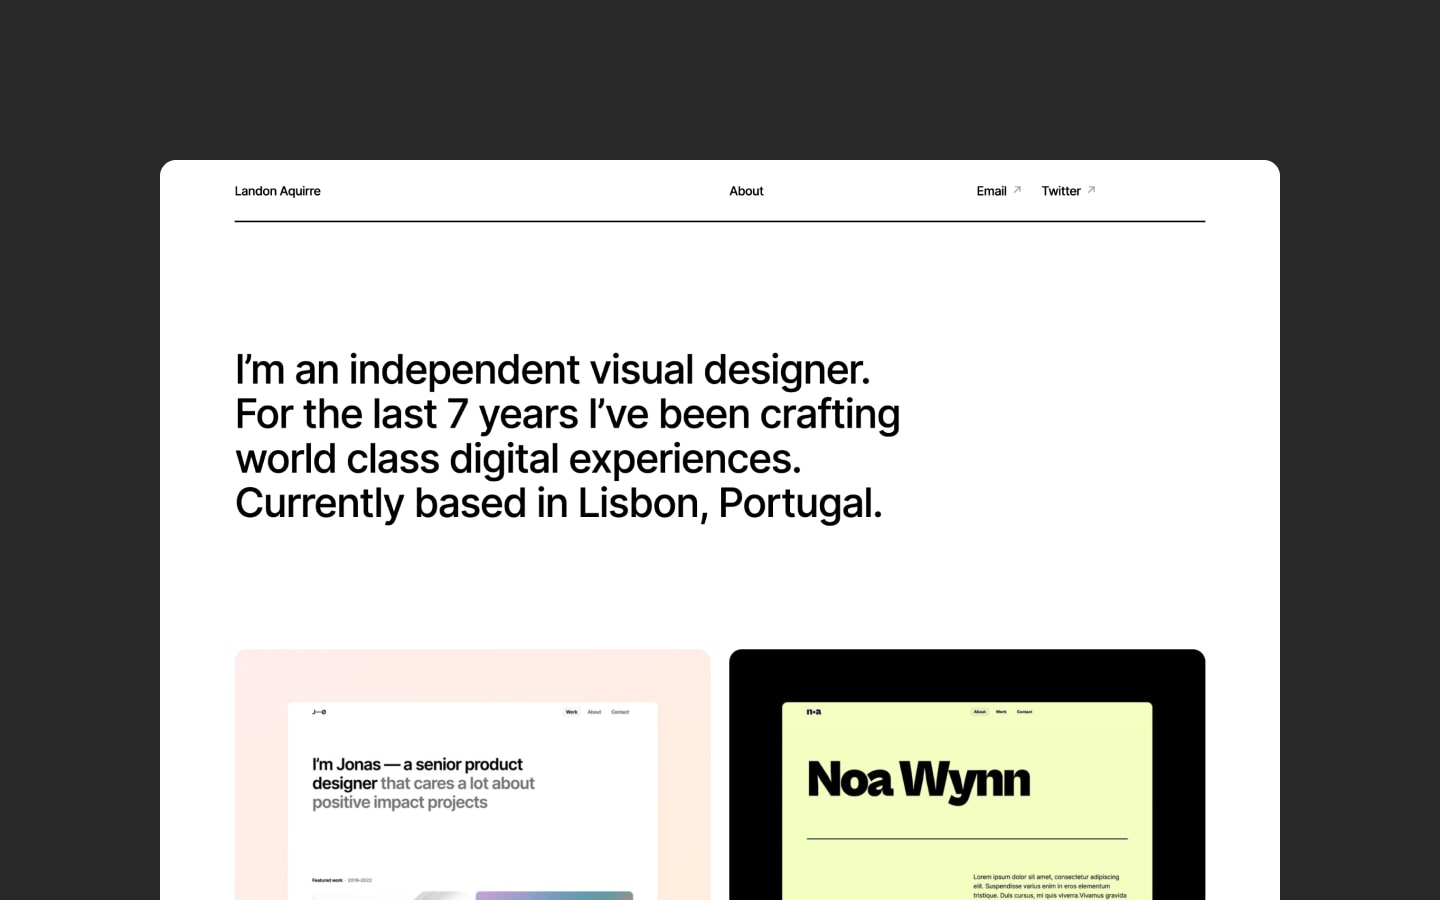 Landon Aquirre
About
Email ↗ Twitter ↗
I'm an independent visual designer.
For the last 7 years I've been crafting
world class digital experiences.
Currently based in Lisbon, Portugal.
J—Ø
Work About Contact
I'm Jonas — a senior product
designer that cares a lot about
positive impact projects
Featured work · 2018–2022
n•a
About Work Contact
Noa Wynn
Lorem ipsum dolor sit amet, consectetur adipiscing
elit. Suspendisse varius enim in eros elementum
tristique. Duis cursus, mi quis viverra.Vivamus gravida